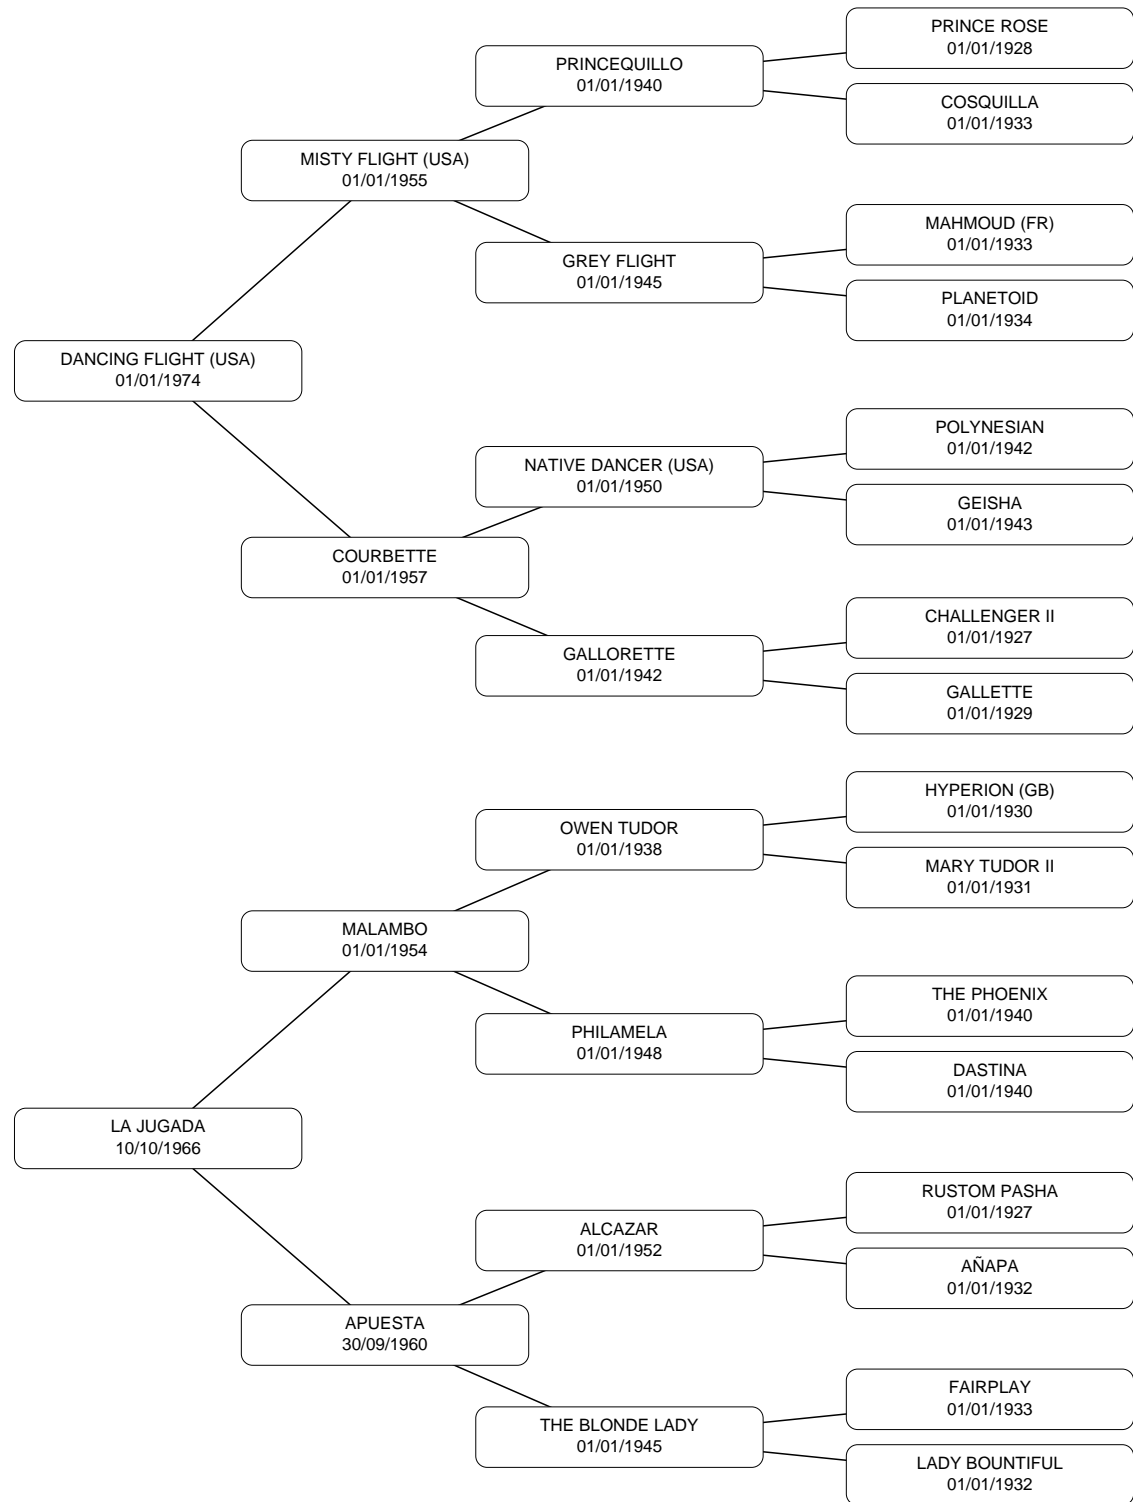 PRINCE ROSE
01/01/1928
PRINCEQUILLO
01/01/1940
COSQUILLA
01/01/1933
MISTY FLIGHT (USA)
01/01/1955
MAHMOUD (FR)
01/01/1933
GREY FLIGHT
01/01/1945
PLANETOID
01/01/1934
DANCING FLIGHT (USA)
01/01/1974
POLYNESIAN
01/01/1942
NATIVE DANCER (USA)
01/01/1950
GEISHA
01/01/1943
COURBETTE
01/01/1957
CHALLENGER II
01/01/1927
GALLORETTE
01/01/1942
GALLETTE
01/01/1929
HYPERION (GB)
01/01/1930
OWEN TUDOR
01/01/1938
MARY TUDOR II
01/01/1931
MALAMBO
01/01/1954
THE PHOENIX
01/01/1940
PHILAMELA
01/01/1948
DASTINA
01/01/1940
LA JUGADA
10/10/1966
RUSTOM PASHA
01/01/1927
ALCAZAR
01/01/1952
AÑAPA
01/01/1932
APUESTA
30/09/1960
FAIRPLAY
01/01/1933
THE BLONDE LADY
01/01/1945
LADY BOUNTIFUL
01/01/1932